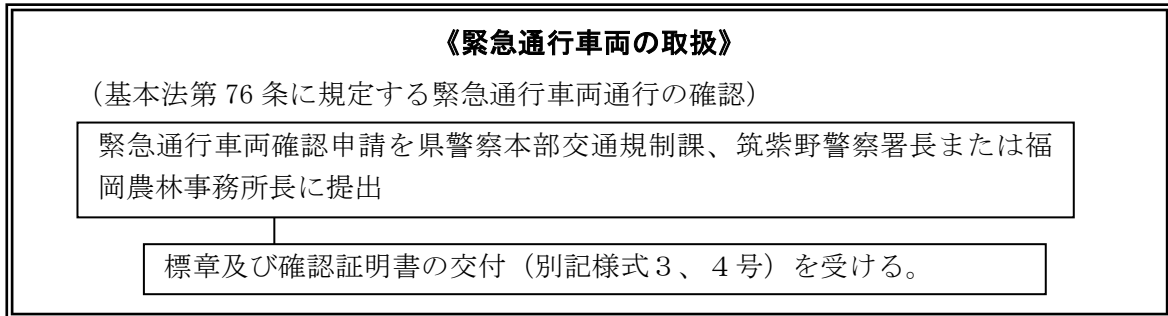 《緊急通行車両の取扱》
（基本法第 76 条に規定する緊急通行車両通行の確認）
緊急通行車両確認申請を県警察本部交通規制課、筑紫野警察署長または福
岡農林事務所長に提出
標章及び確認証明書の交付（別記様式３、４号）を受ける。